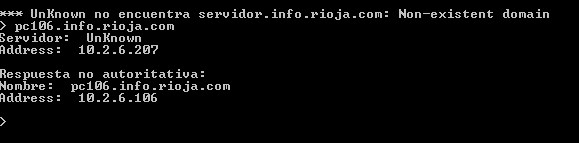 *** UnKnown no encuentra servidor.info.rioja.com: Non-existent domain
> pc106.info.rioja.com
Servidor:  UnKnown
Address:  10.2.6.207
Respuesta no autoritativa:
Nombre:  pc106.info.rioja.com
Address:  10.2.6.106
>